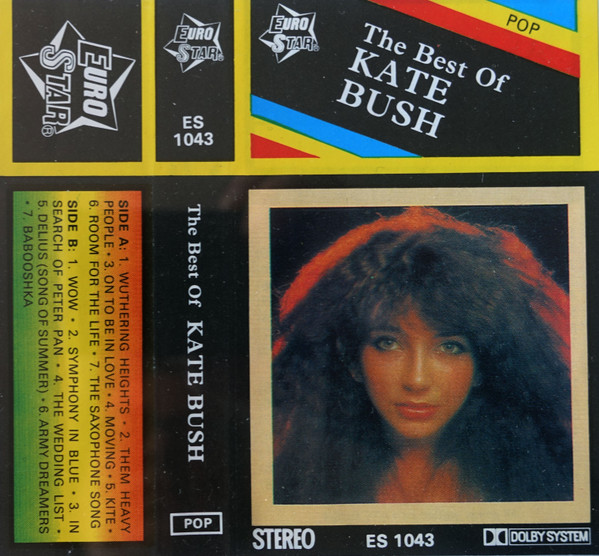 EURO
STAR®
EURO
STAR®
ES
1043
EURO
STAR®
POP
The Best Of
KATE
BUSH
SIDE A: 1. WUTHERING HEIGHTS • 2. THEM HEAVY
PEOPLE • 3. ON TO BE IN LOVE • 4. MOVING • 5. KITE •
6. ROOM FOR THE LIFE • 7. THE SAXOPHONE SONG
SIDE B: 1. WOW • 2. SYMPHONY IN BLUE • 3. IN
SEARCH OF PETER PAN • 4. THE WEDDING LIST •
5. DELIUS (SONG OF SUMMER) • 6. ARMY DREAMERS
• 7. BABOOSHKA
The Best Of KATE BUSH
POP
STEREO ES 1043 DOLBY SYSTEM